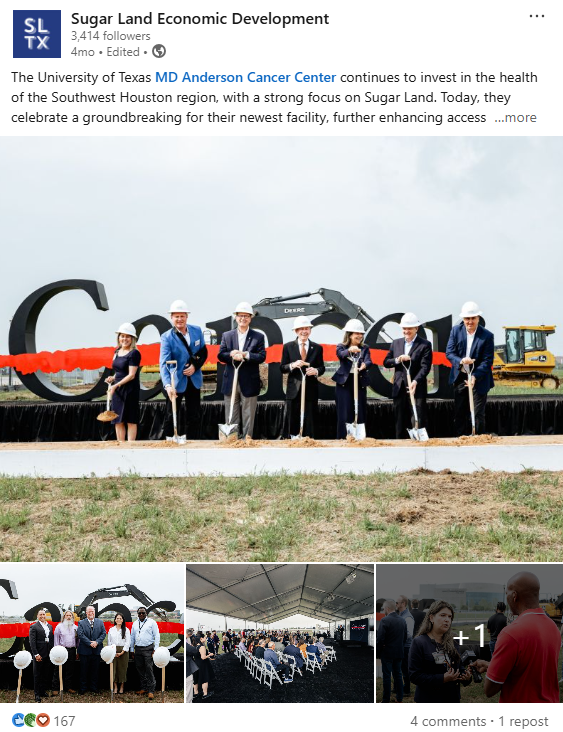 SL
TX
Sugar Land Economic Development
3,414 followers
4mo • Edited •
The University of Texas MD Anderson Cancer Center continues to invest in the health
of the Southwest Houston region, with a strong focus on Sugar Land. Today, they
celebrate a groundbreaking for their newest facility, further enhancing access ...more
DEERE
+1
167
4 comments • 1 repost